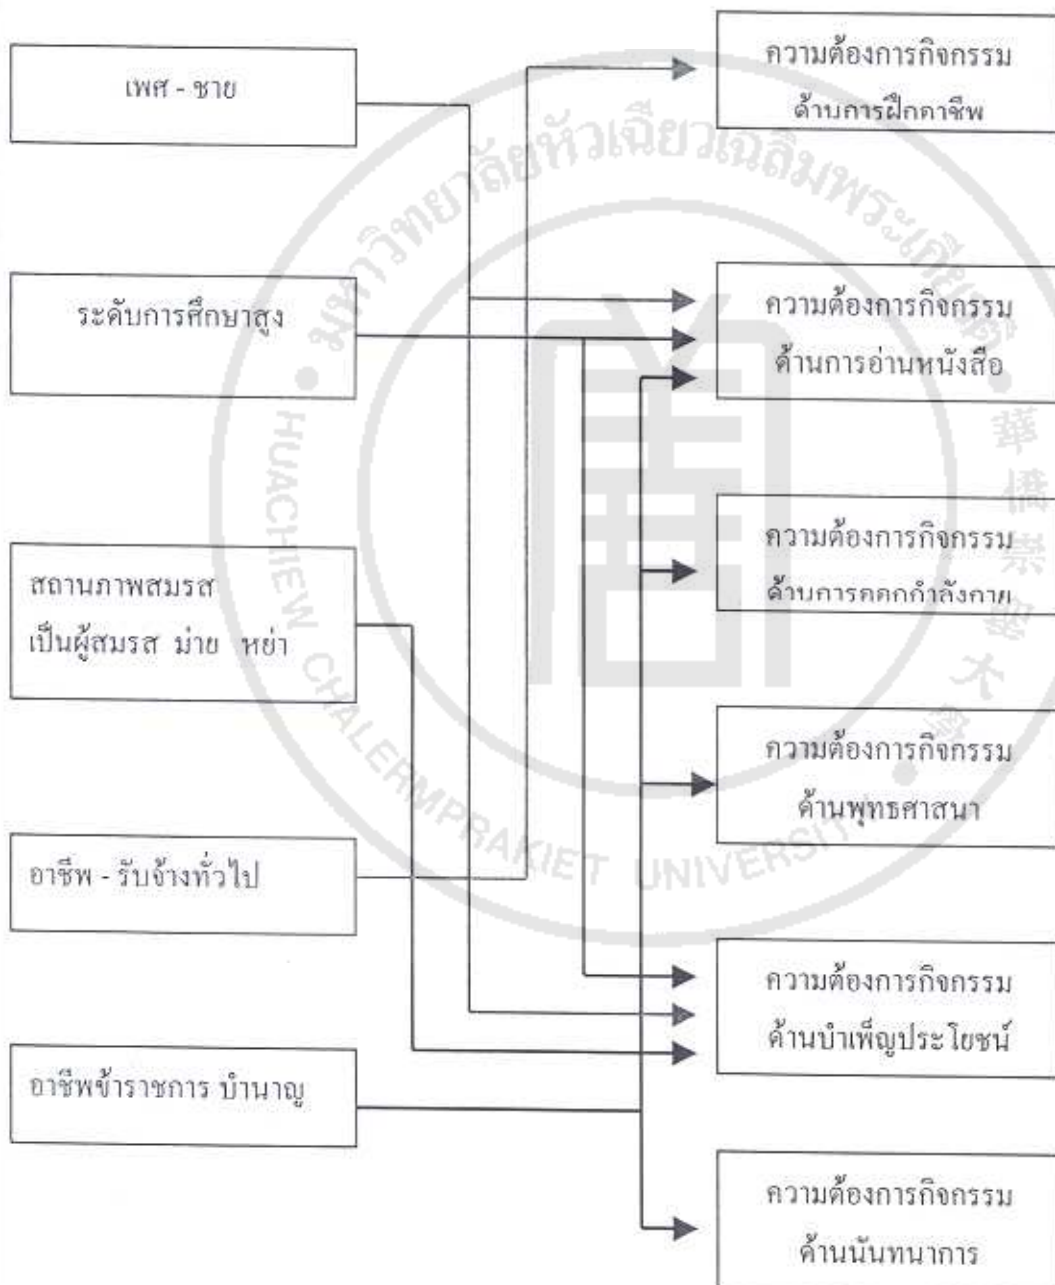 เพศ - ชาย
ระดับการศึกษาสูง
สถานภาพสมรส
เป็นผู้สมรส ม่าย หย่า
อาชีพ - รับจ้างทั่วไป
อาชีพข้าราชการ บำนาญ
ความต้องการกิจกรรม
ด้านการฝึกอาชีพ
ความต้องการกิจกรรม
ด้านการอ่านหนังสือ
ความต้องการกิจกรรม
ด้านการออกกำลังกาย
ความต้องการกิจกรรม
ด้านพุทธศาสนา
ความต้องการกิจกรรม
ด้านบำเพ็ญประโยชน์
ความต้องการกิจกรรม
ด้านนันทนาการ
มหาวิทยาลัยหัวเฉียวเฉลิมพระเกียรติ
HUACHIEW CHALERMPRAKIET UNIVERSITY
華僑崇聖大學